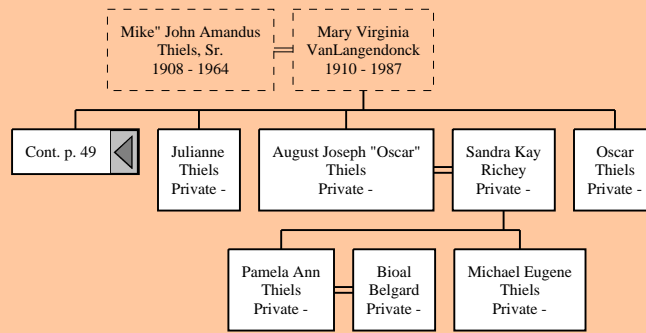 Mike" John Amandus
Thiels, Sr.
1908 - 1964
Mary Virginia
VanLangendonck
1910 - 1987
Cont. p. 49
Julianne
Thiels
Private -
August Joseph "Oscar"
Thiels
Private -
Sandra Kay
Richey
Private -
Oscar
Thiels
Private -
Pamela Ann
Thiels
Private -
Bioal
Belgard
Private -
Michael Eugene
Thiels
Private -